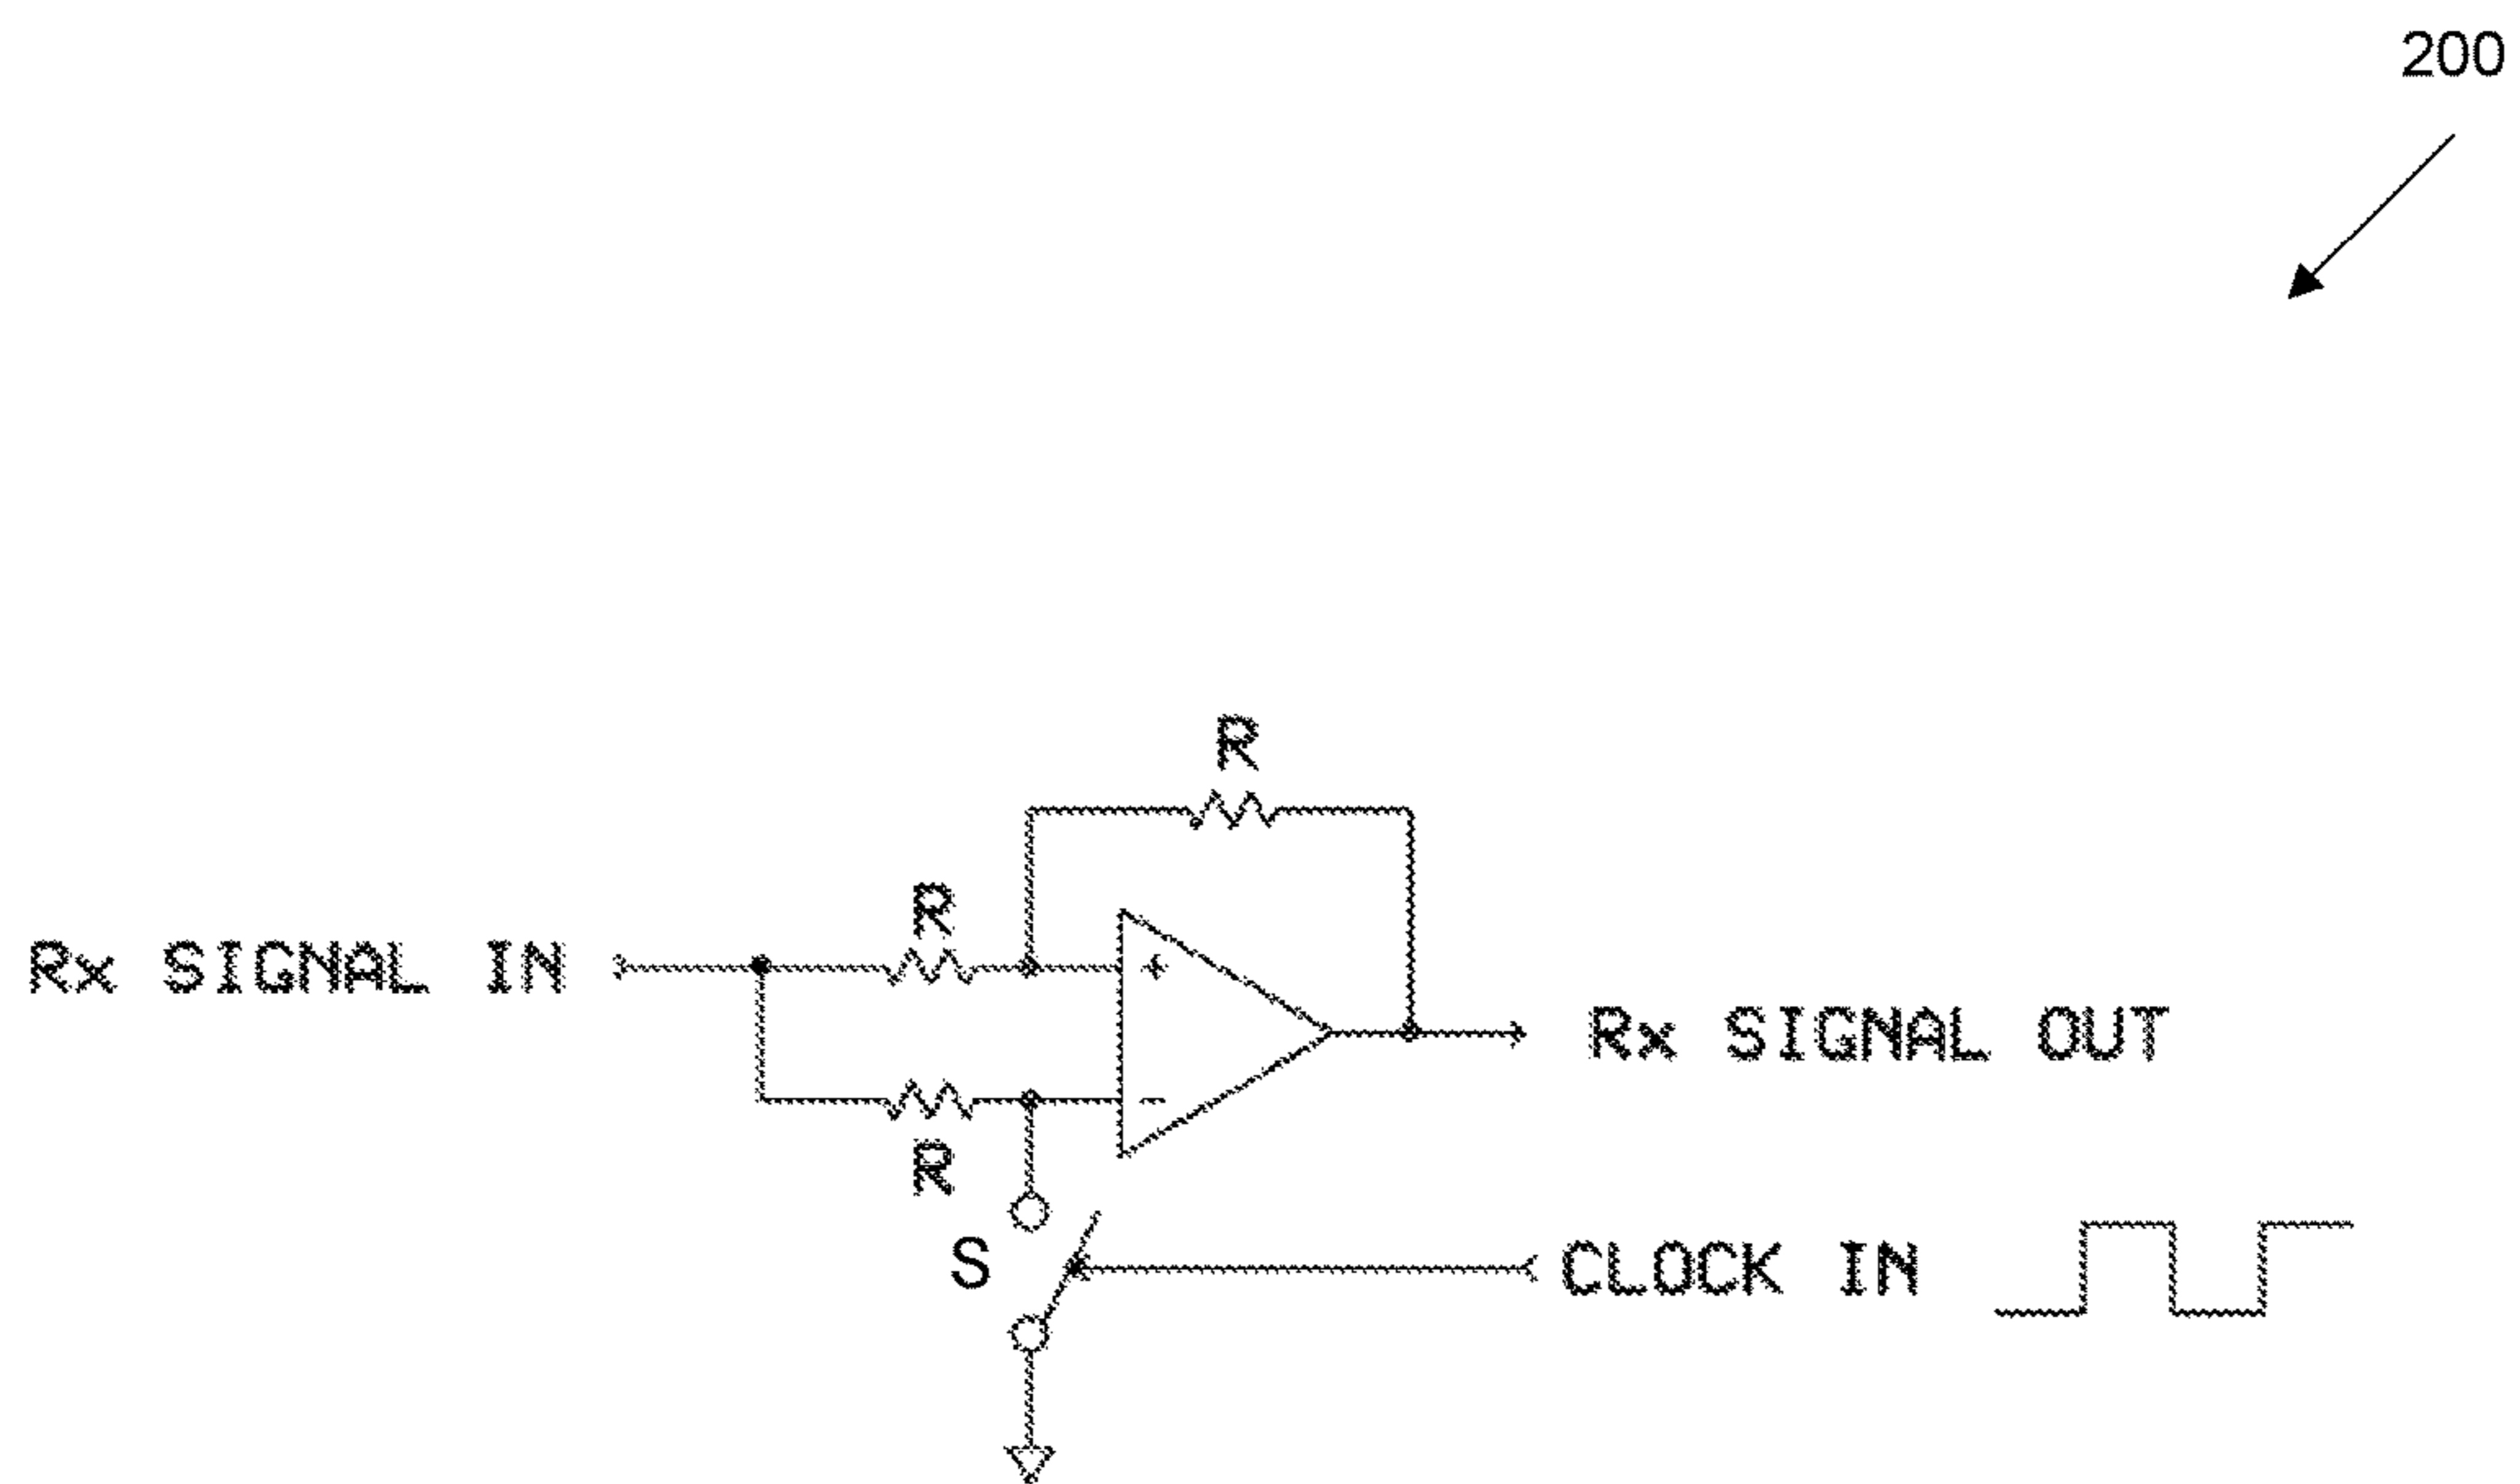 200
R
R
Rx SIGNAL IN
+
Rx SIGNAL OUT
-
R
S
CLOCK IN